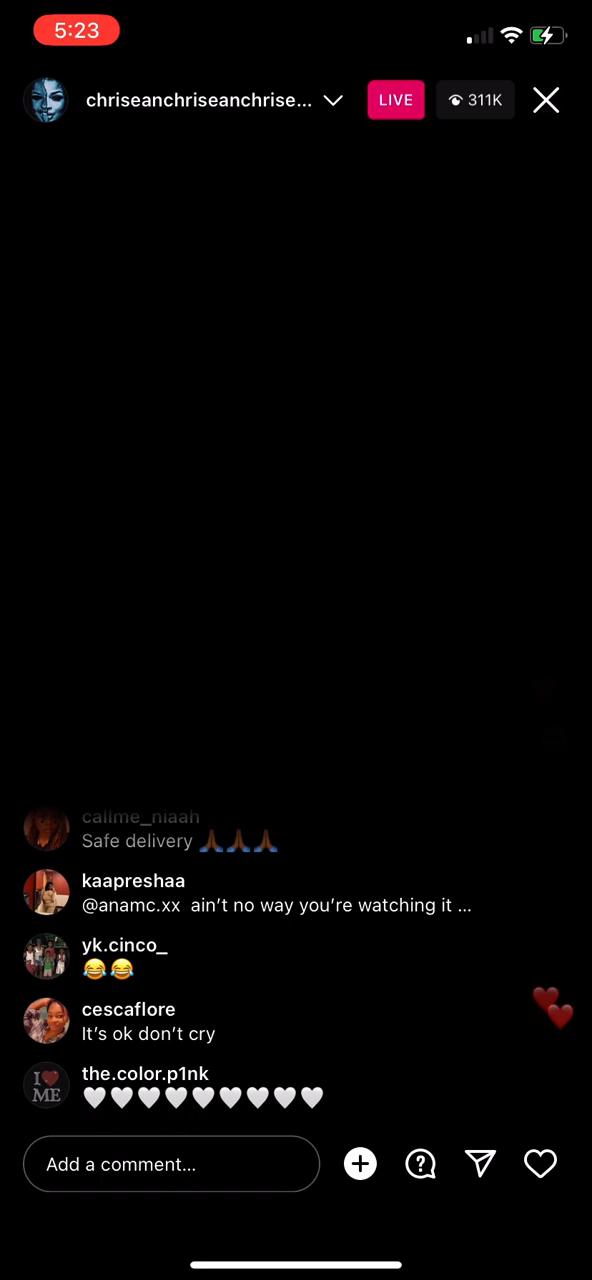 5:23
chriseanchriseanchrise...
LIVE
311K
callme_niaah
Safe delivery 🙏🏾🙏🏾🙏🏾
kaapreshaa
@anamc.xx ain’t no way you’re watching it ...
yk.cinco_
😂😂
cescaflore
It’s ok don’t cry
I❤ME
the.color.p1nk
🤍🤍🤍🤍🤍🤍🤍🤍🤍
Add a comment...